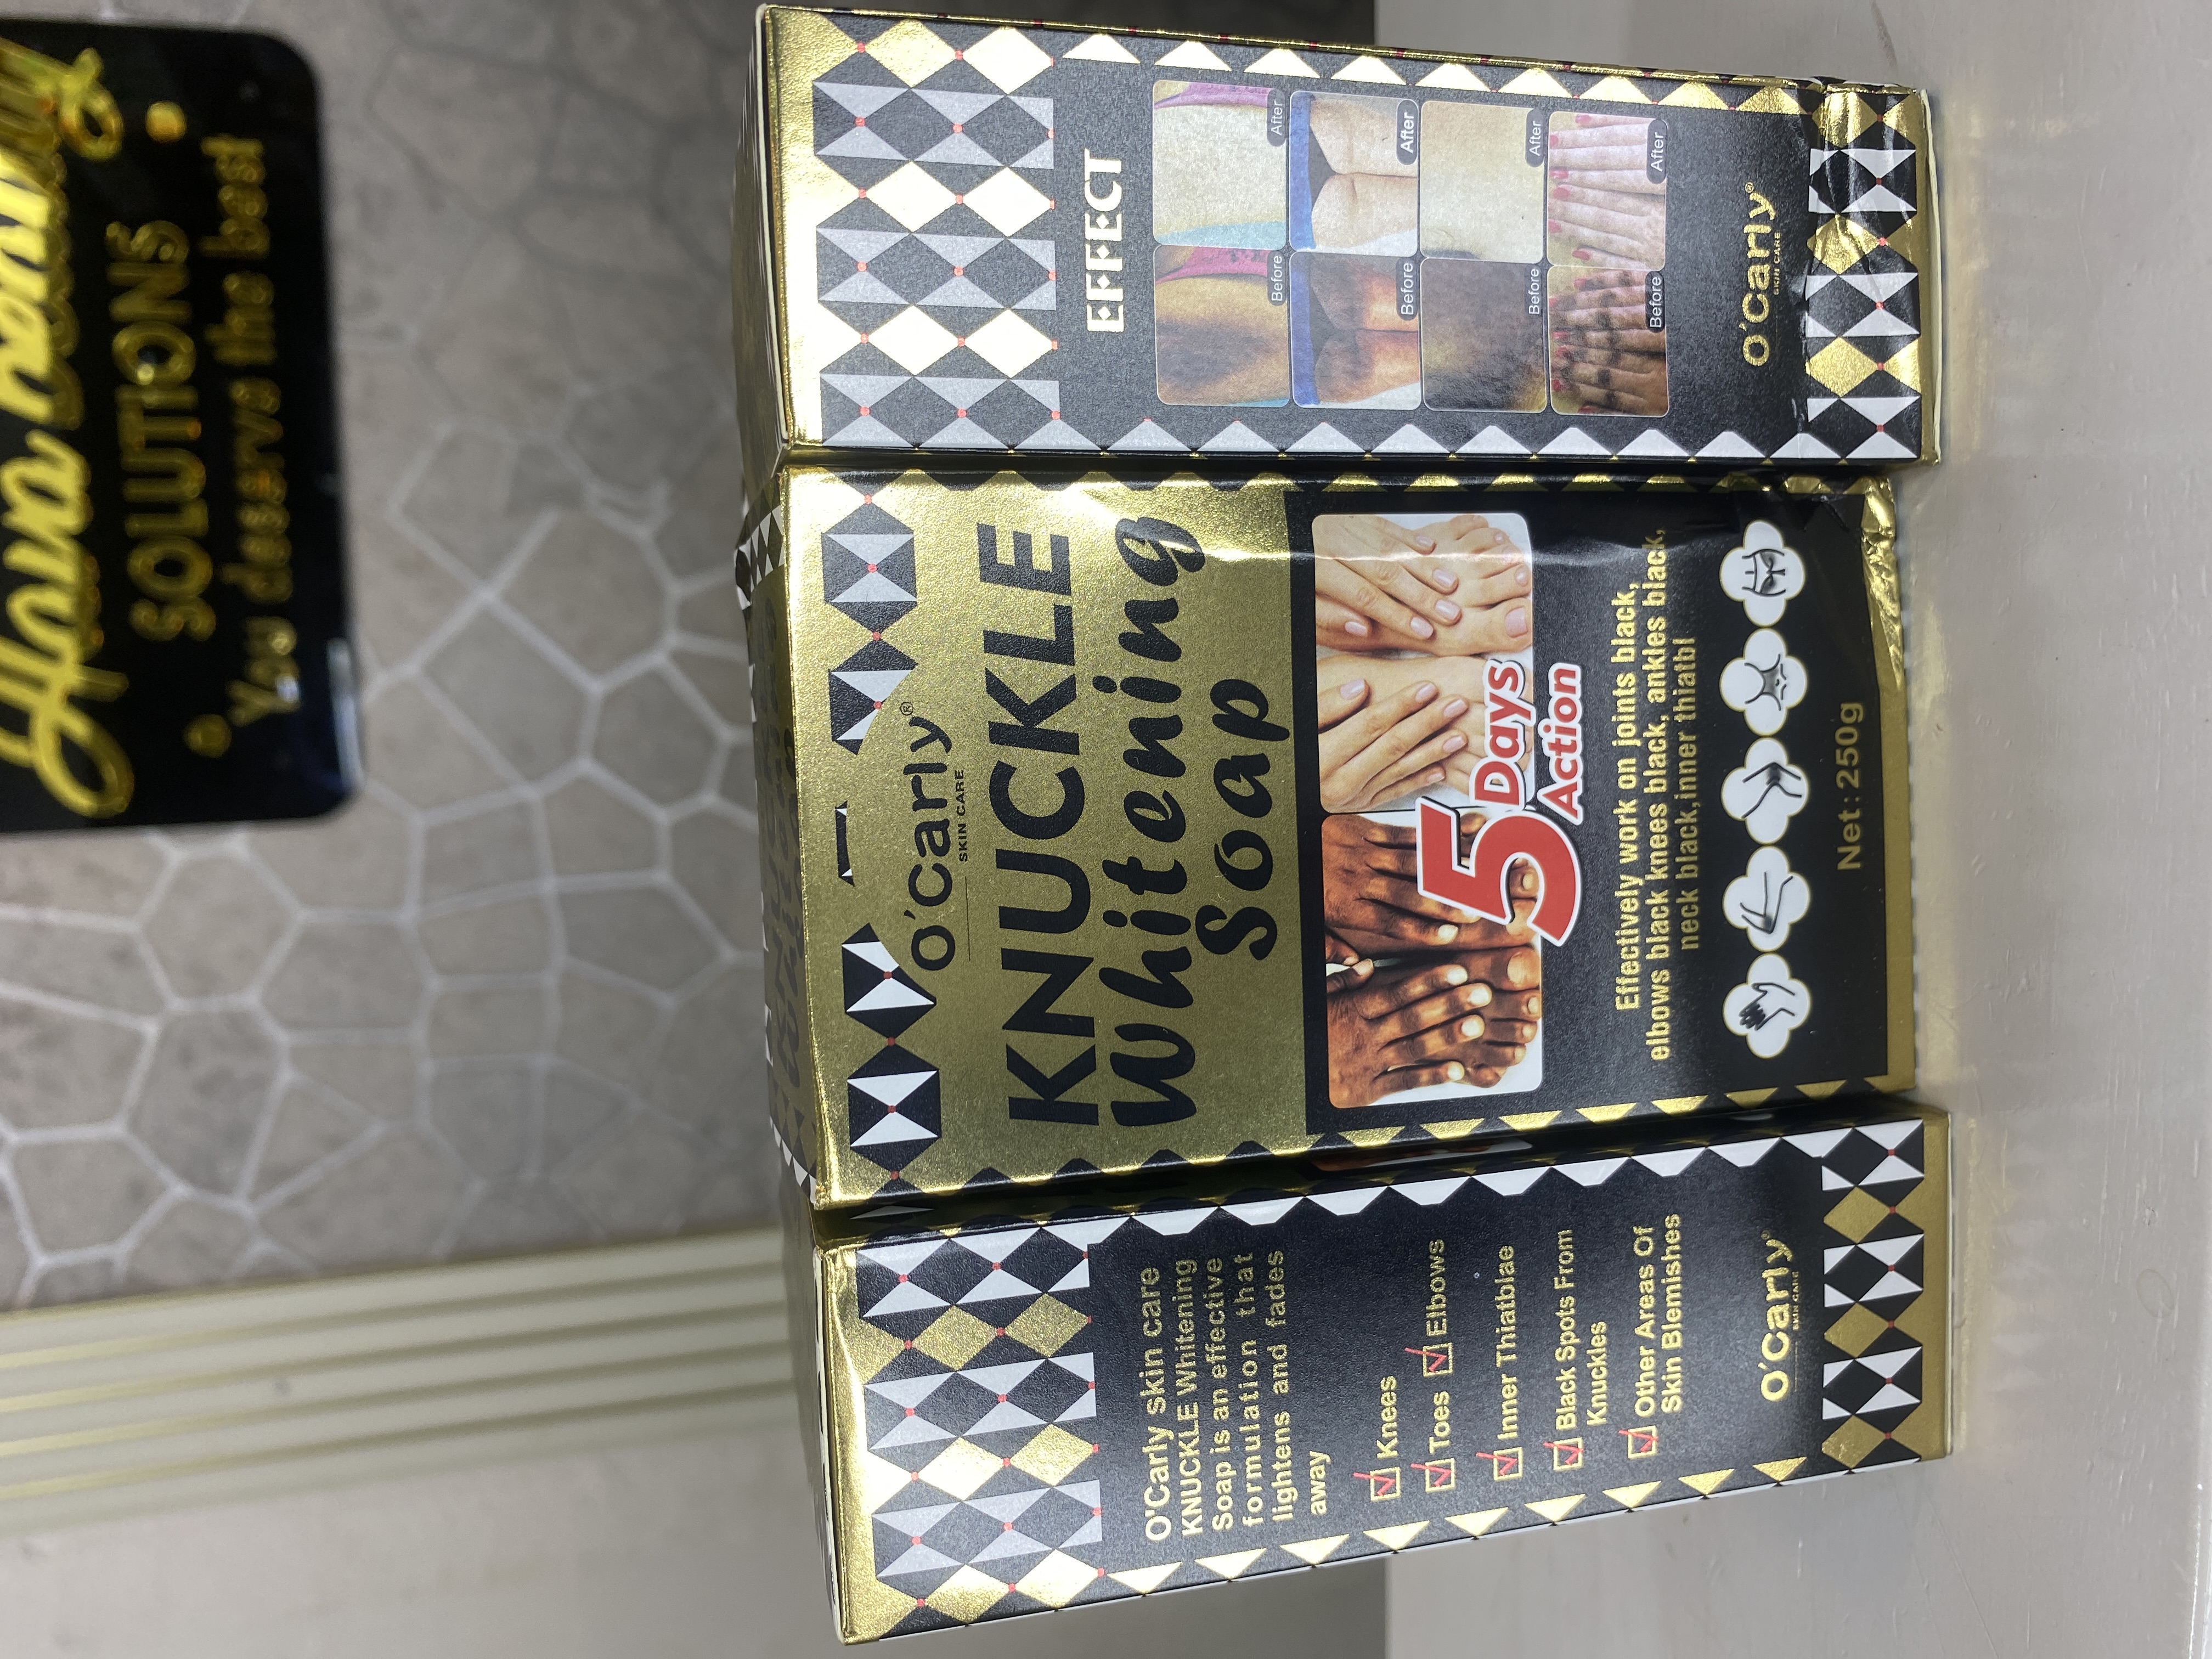 SOLUTIONS
You deserve the best
O'Carly skin care
KNUCKLE Whitening
Soap is an effective
formulation that
lightens and fades
away
Knees
Toes Elbows
Inner Thiatblae
Black Spots From
Knuckles
Other Areas Of
Skin Blemishes
O'Carly
SKIN CARE
O'Carly®
SKIN CARE
KNUCKLE
Whitening
Soap
5 Days
Action
Effectively work on joints black,
elbows black knees black, ankles black,
neck black,inner thiatbl
Net: 250g
EFFECT
Before After
Before After
Before After
Before After
O'Carly®
SKIN CARE